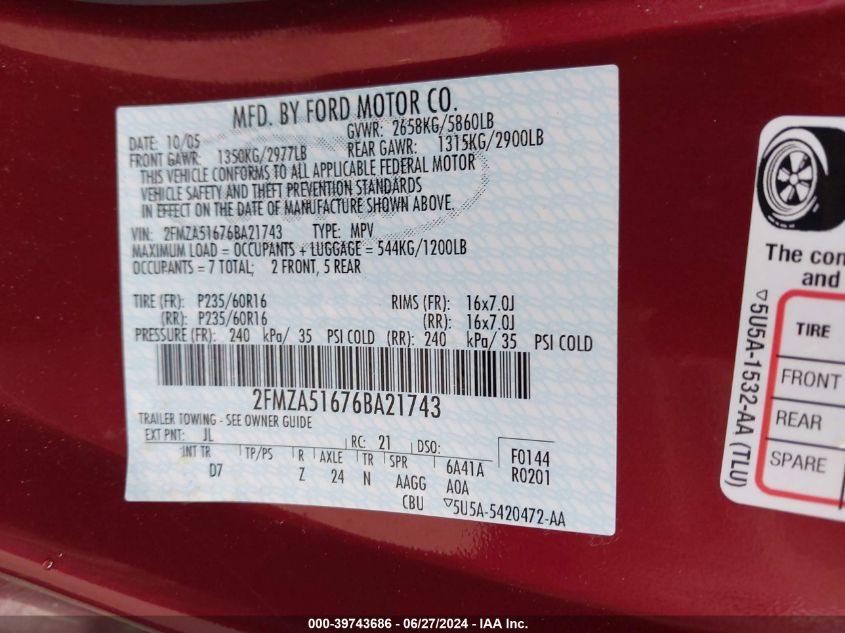 MFD. BY FORD MOTOR CO.
DATE: 10/05 GVWR: 2658KG/5860LB
FRONT GAWR: 1350KG/2977LB REAR GAWR: 1315KG/2900LB
THIS VEHICLE CONFORMS TO ALL APPLICABLE FEDERAL MOTOR
VEHICLE SAFETY AND THEFT PREVENTION STANDARDS
IN EFFECT ON THE DATE OF MANUFACTURE SHOWN ABOVE.
VIN: 2FMZA51676BA21743 TYPE: MPV
MAXIMUM LOAD = OCCUPANTS + LUGGAGE = 544KG/1200LB
OCCUPANTS = 7 TOTAL; 2 FRONT, 5 REAR
TIRE (FR): P235/60R16 RIMS (FR): 16x7.0J
(RR): P235/60R16 (RR): 16x7.0J
PRESSURE (FR): 240 kPa/ 35 PSI COLD (RR): 240 kPa/ 35 PSI COLD
2FMZA51676BA21743
TRAILER TOWING - SEE OWNER GUIDE
EXT PNT: JL RC: 21 DSO: F0144
INT TR TP/PS R AXLE TR SPR 6A41A R0201
D7 Z 24 N AAGG A0A
CBU ▽5U5A-5420472-AA
The com
and
▽5U5A-1532-AA (TLU)
TIRE
FRONT
REAR
SPARE
000-39743686 - 06/27/2024 - IAA Inc.